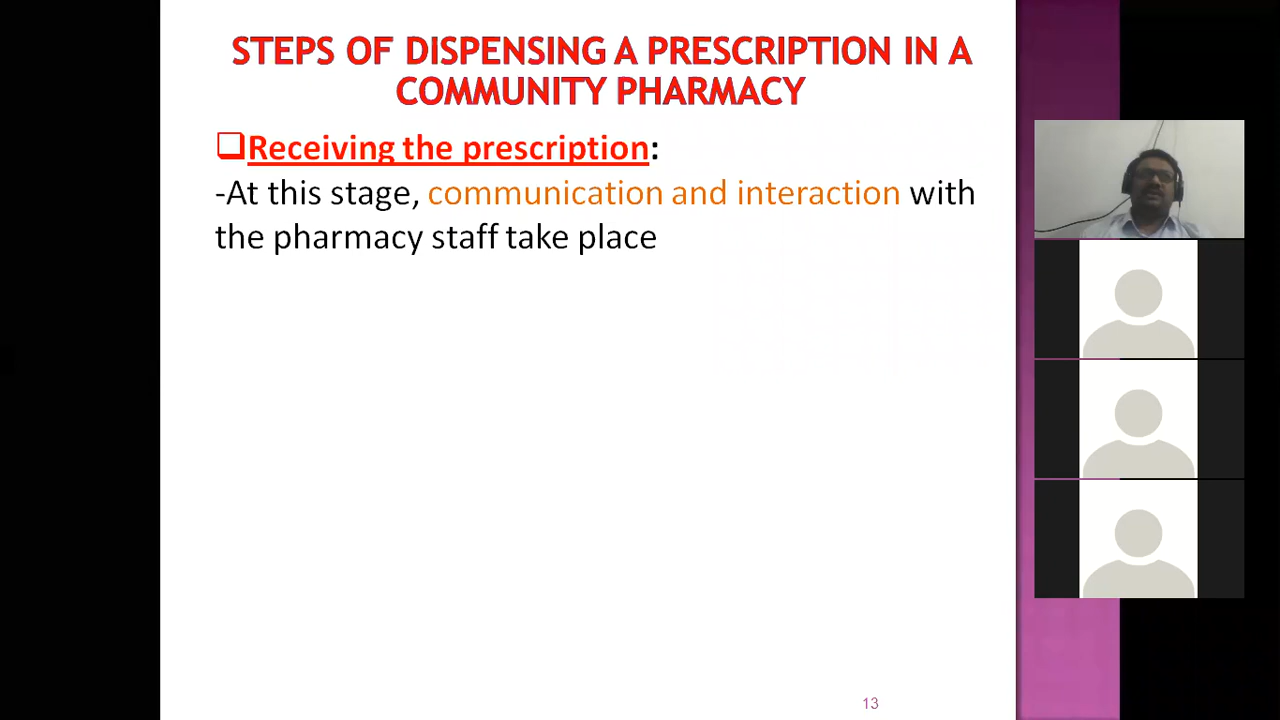 STEPS OF DISPENSING A PRESCRIPTION IN A
COMMUNITY PHARMACY
❑Receiving the prescription:
-At this stage, communication and interaction with
the pharmacy staff take place
13